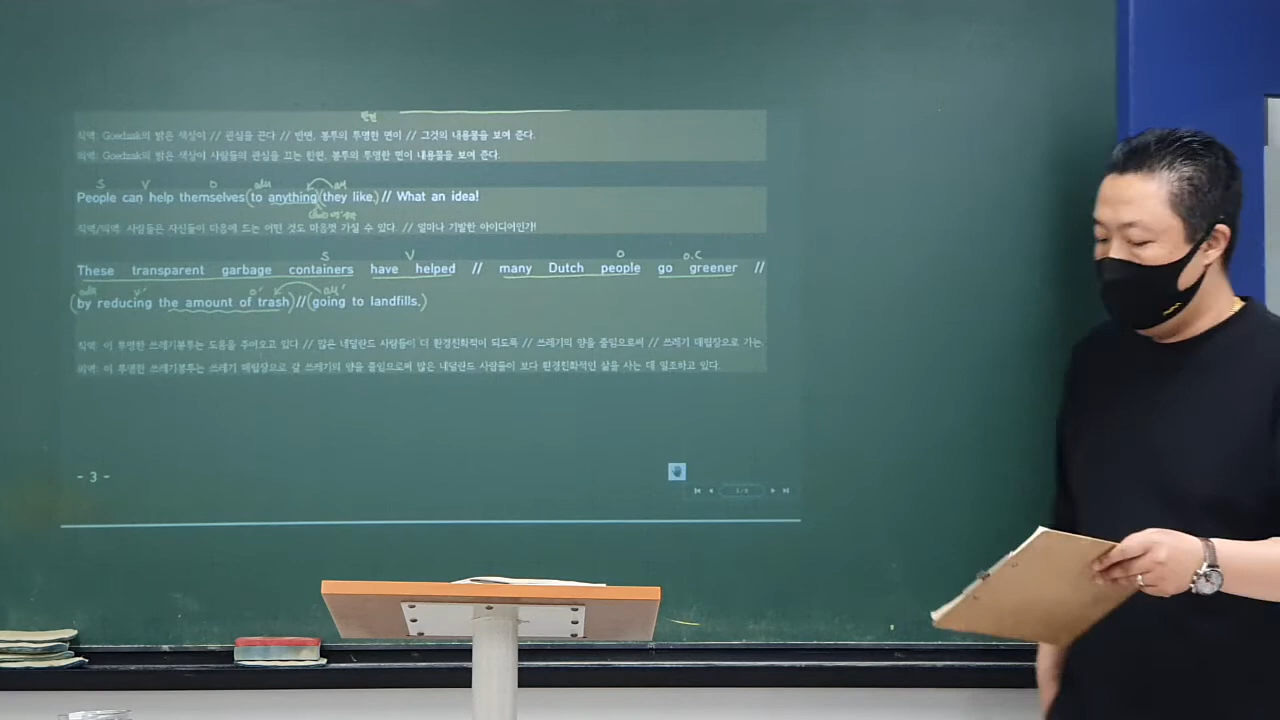 반면
직역: Goedzak의 밝은 색상이 // 관심을 끈다 // 반면, 봉투의 투명한 면이 // 그것의 내용물을 보여 준다.
의역: Goedzak의 밝은 색상이 사람들의 관심을 끄는 한편, 봉투의 투명한 면이 내용물을 보여 준다.
S V O adu aj
People can help themselves (to anything (they like.) // What an idea!
직역/의역: 사람들은 자신들이 마음에 드는 어떤 것도 마음껏 가질 수 있다. // 얼마나 기발한 아이디어인가!
S V O O.C
These transparent garbage containers have helped // many Dutch people go greener //
V' O' aj'
(by reducing the amount of trash) // (going to landfills.)
직역: 이 투명한 쓰레기봉투는 도움을 주어오고 있다 // 많은 네덜란드 사람들이 더 환경친화적이 되도록 // 쓰레기의 양을 줄임으로써 // 쓰레기 매립장으로 가는.
의역: 이 투명한 쓰레기봉투는 쓰레기 매립장으로 갈 쓰레기의 양을 줄임으로써 많은 네덜란드 사람들이 보다 환경친화적인 삶을 사는 데 일조하고 있다.
- 3 -